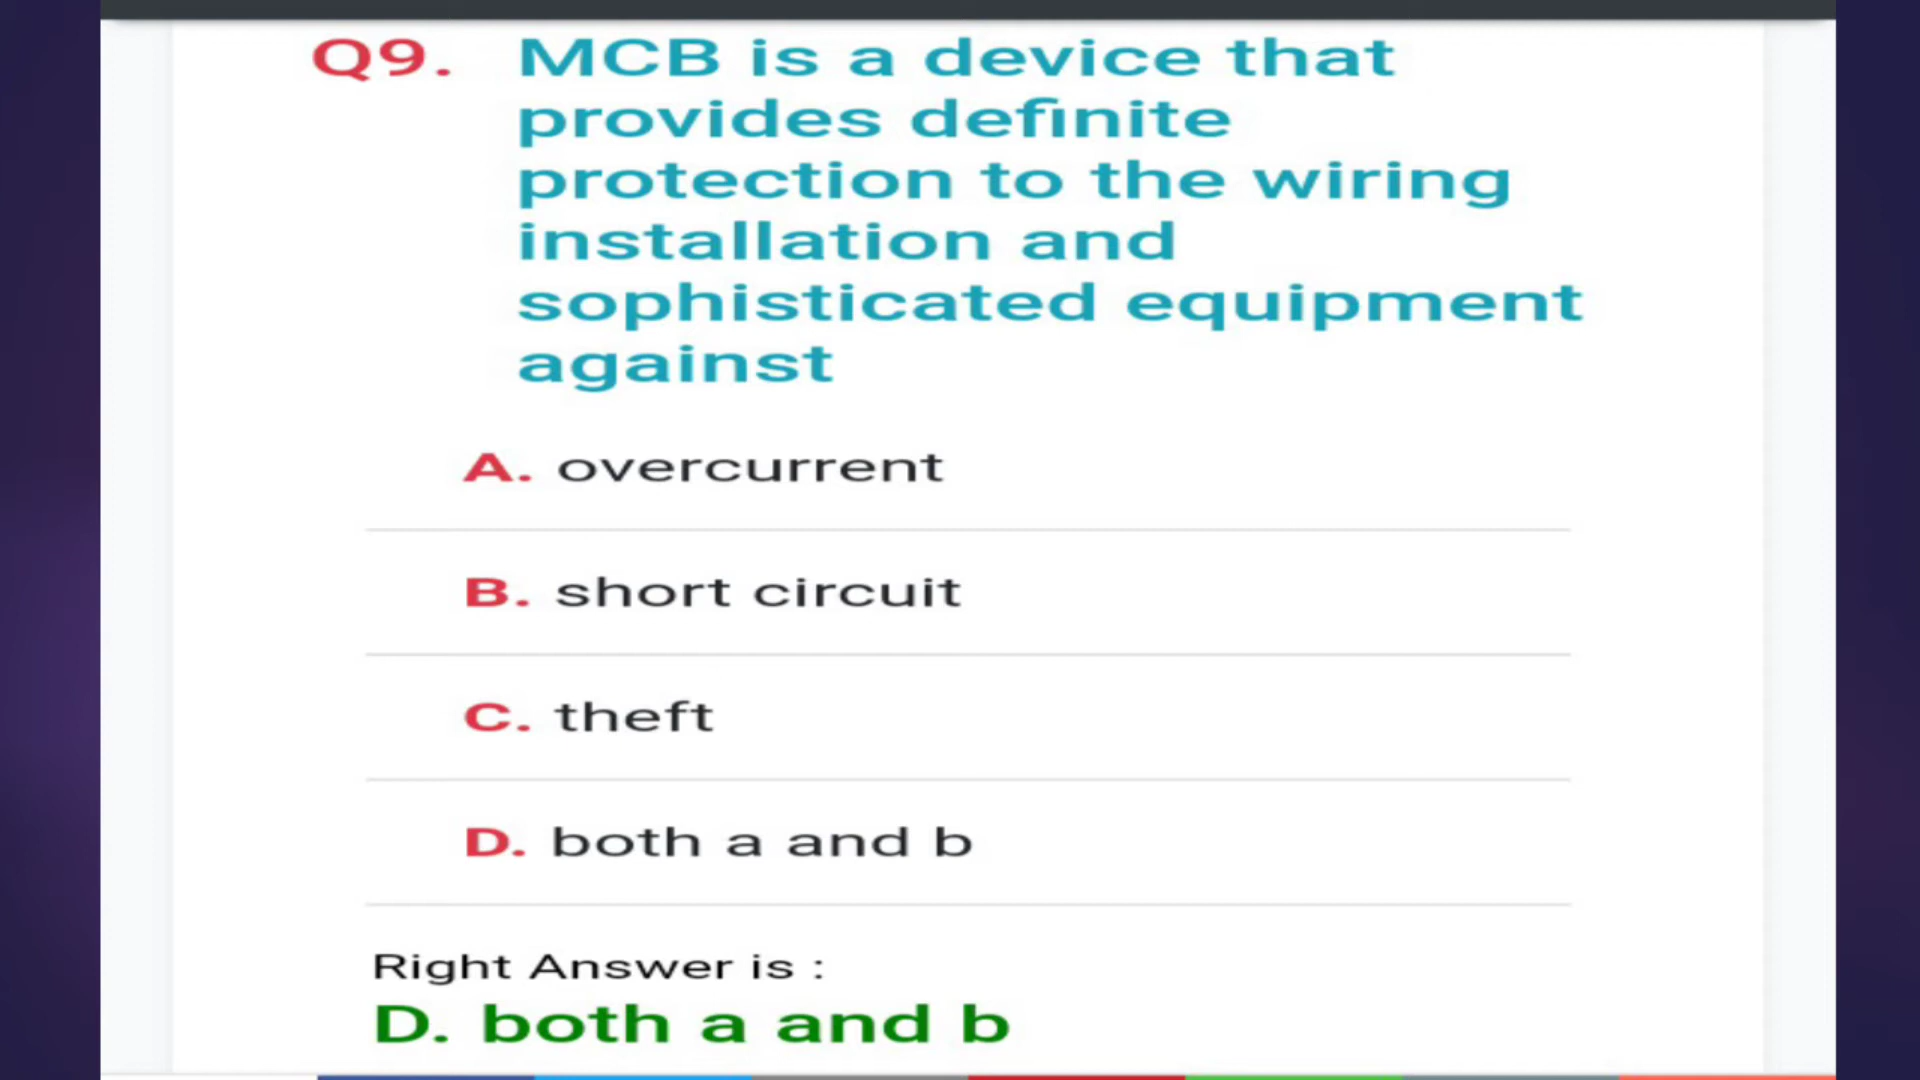 Q9. MCB is a device that
provides definite
protection to the wiring
installation and
sophisticated equipment
against
A. overcurrent
B. short circuit
C. theft
D. both a and b
Right Answer is :
D. both a and b